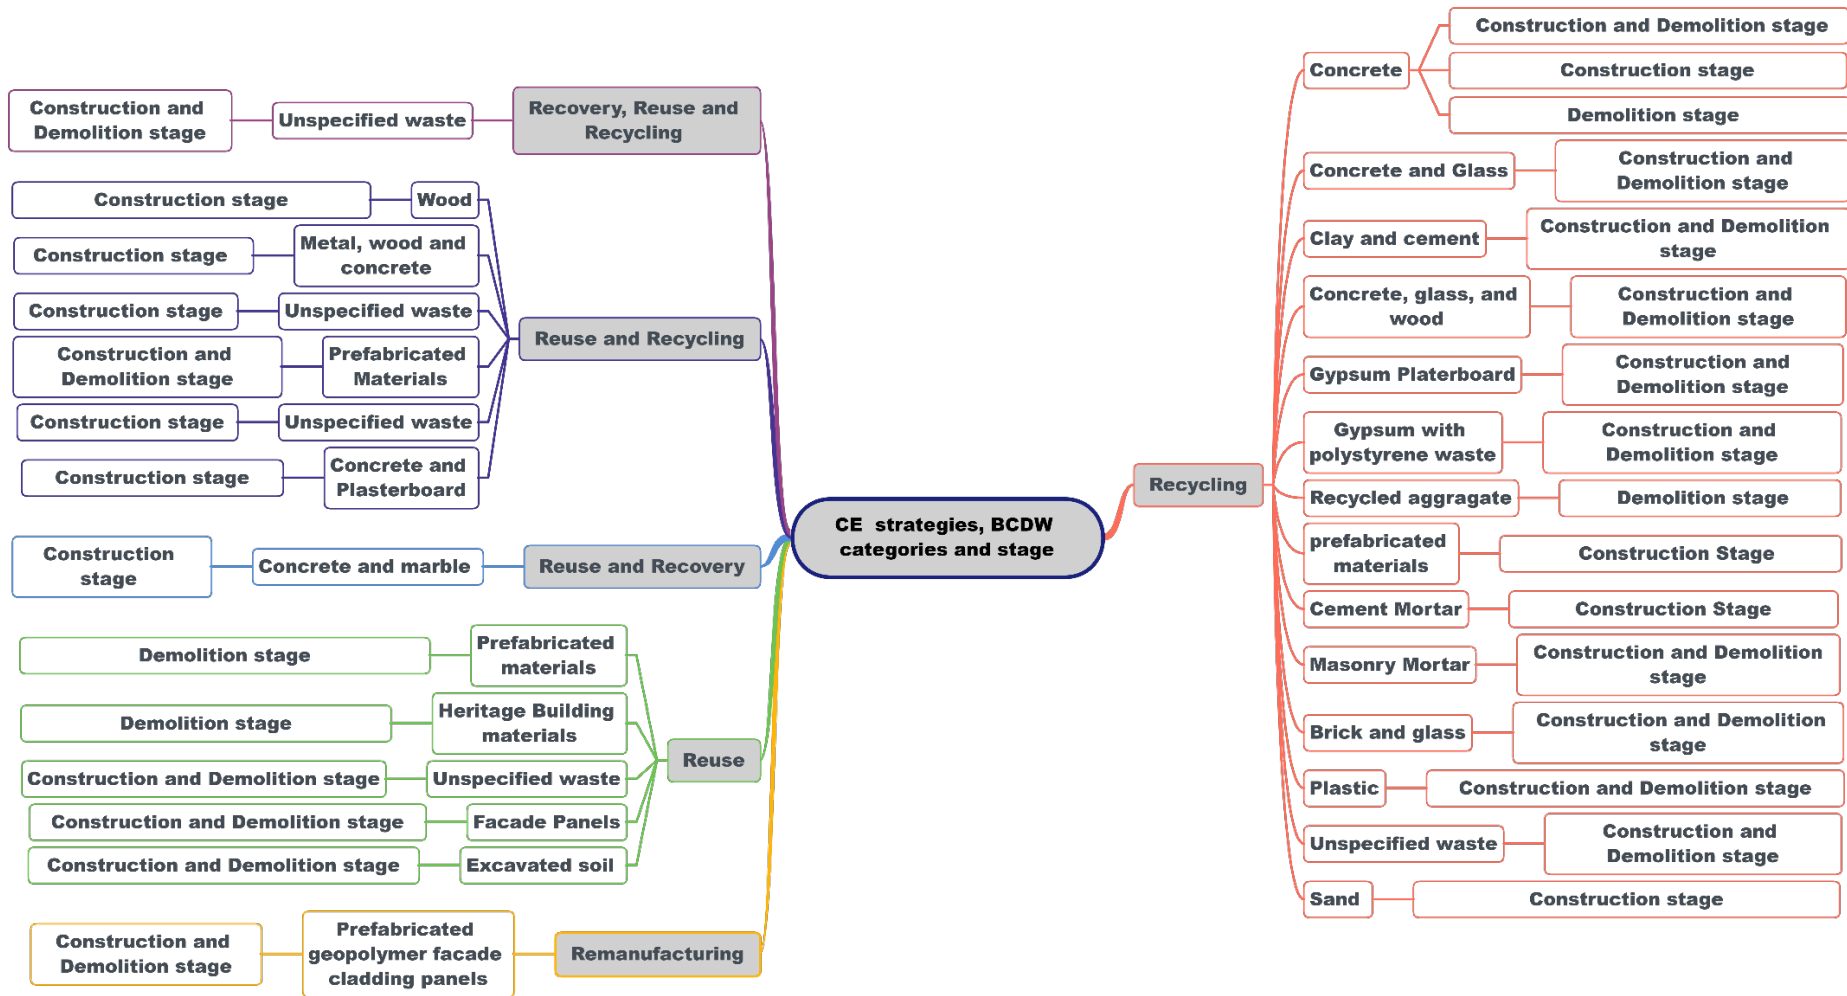 Construction and
Demolition stage
Unspecified waste
Recovery, Reuse and
Recycling
Construction stage
Wood
Construction stage
Metal, wood and
concrete
Construction stage
Unspecified waste
Construction and
Demolition stage
Prefabricated
Materials
Construction stage
Unspecified waste
Construction stage
Concrete and
Plasterboard
Reuse and Recycling
Construction
stage
Concrete and marble
Reuse and Recovery
Demolition stage
Prefabricated
materials
Demolition stage
Heritage Building
materials
Construction and Demolition stage
Unspecified waste
Construction and Demolition stage
Facade Panels
Construction and Demolition stage
Excavated soil
Reuse
Construction and
Demolition stage
Prefabricated
geopolymer facade
cladding panels
Remanufacturing
CE strategies, BCDW
categories and stage
Recycling
Concrete
Construction and Demolition stage
Construction stage
Demolition stage
Concrete and Glass
Construction and
Demolition stage
Clay and cement
Construction and Demolition
stage
Concrete, glass, and
wood
Construction and
Demolition stage
Gypsum Platerboard
Construction and
Demolition stage
Gypsum with
polystyrene waste
Construction and
Demolition stage
Recycled aggragate
Demolition stage
prefabricated
materials
Construction Stage
Cement Mortar
Construction Stage
Masonry Mortar
Construction and Demolition
stage
Brick and glass
Construction and Demolition
stage
Plastic
Construction and Demolition stage
Unspecified waste
Construction and
Demolition stage
Sand
Construction stage